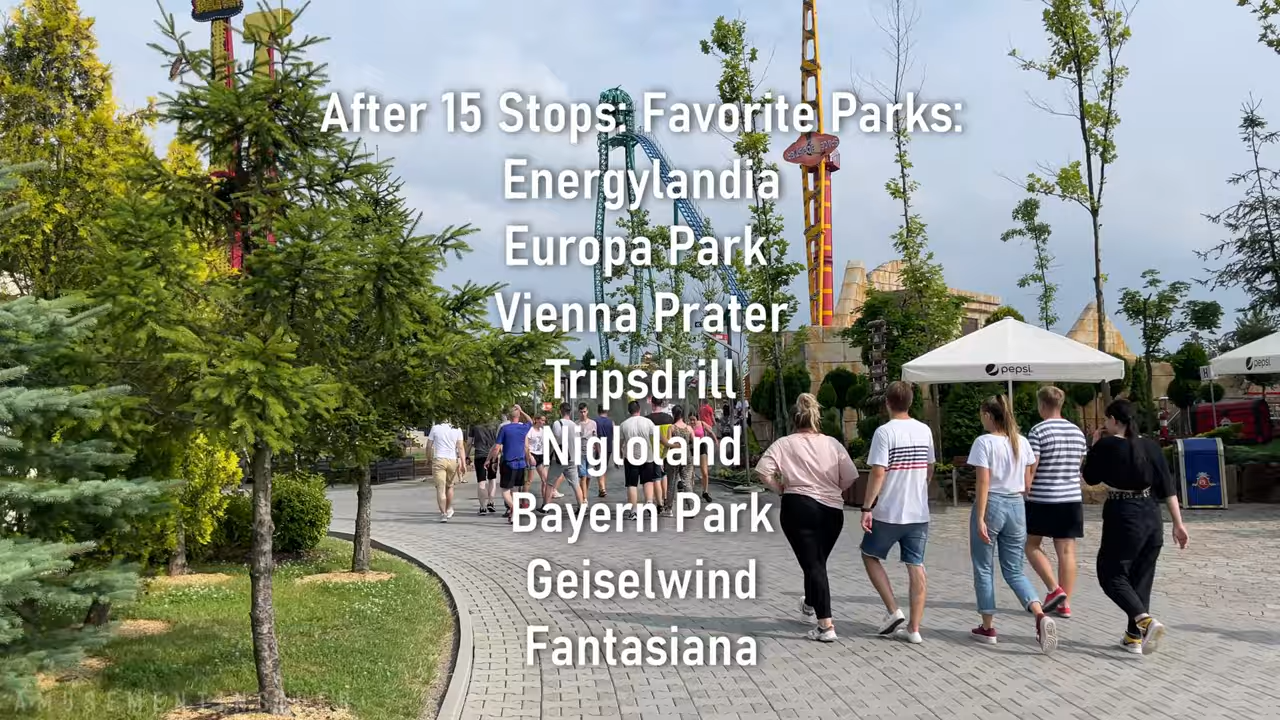 After 15 Stops: Favorite Parks:
Energylandia
Europa Park
Vienna Prater
Tripsdrill
Nigloland
Bayern Park
Geiselwind
Fantasiana
pepsi
pepsi